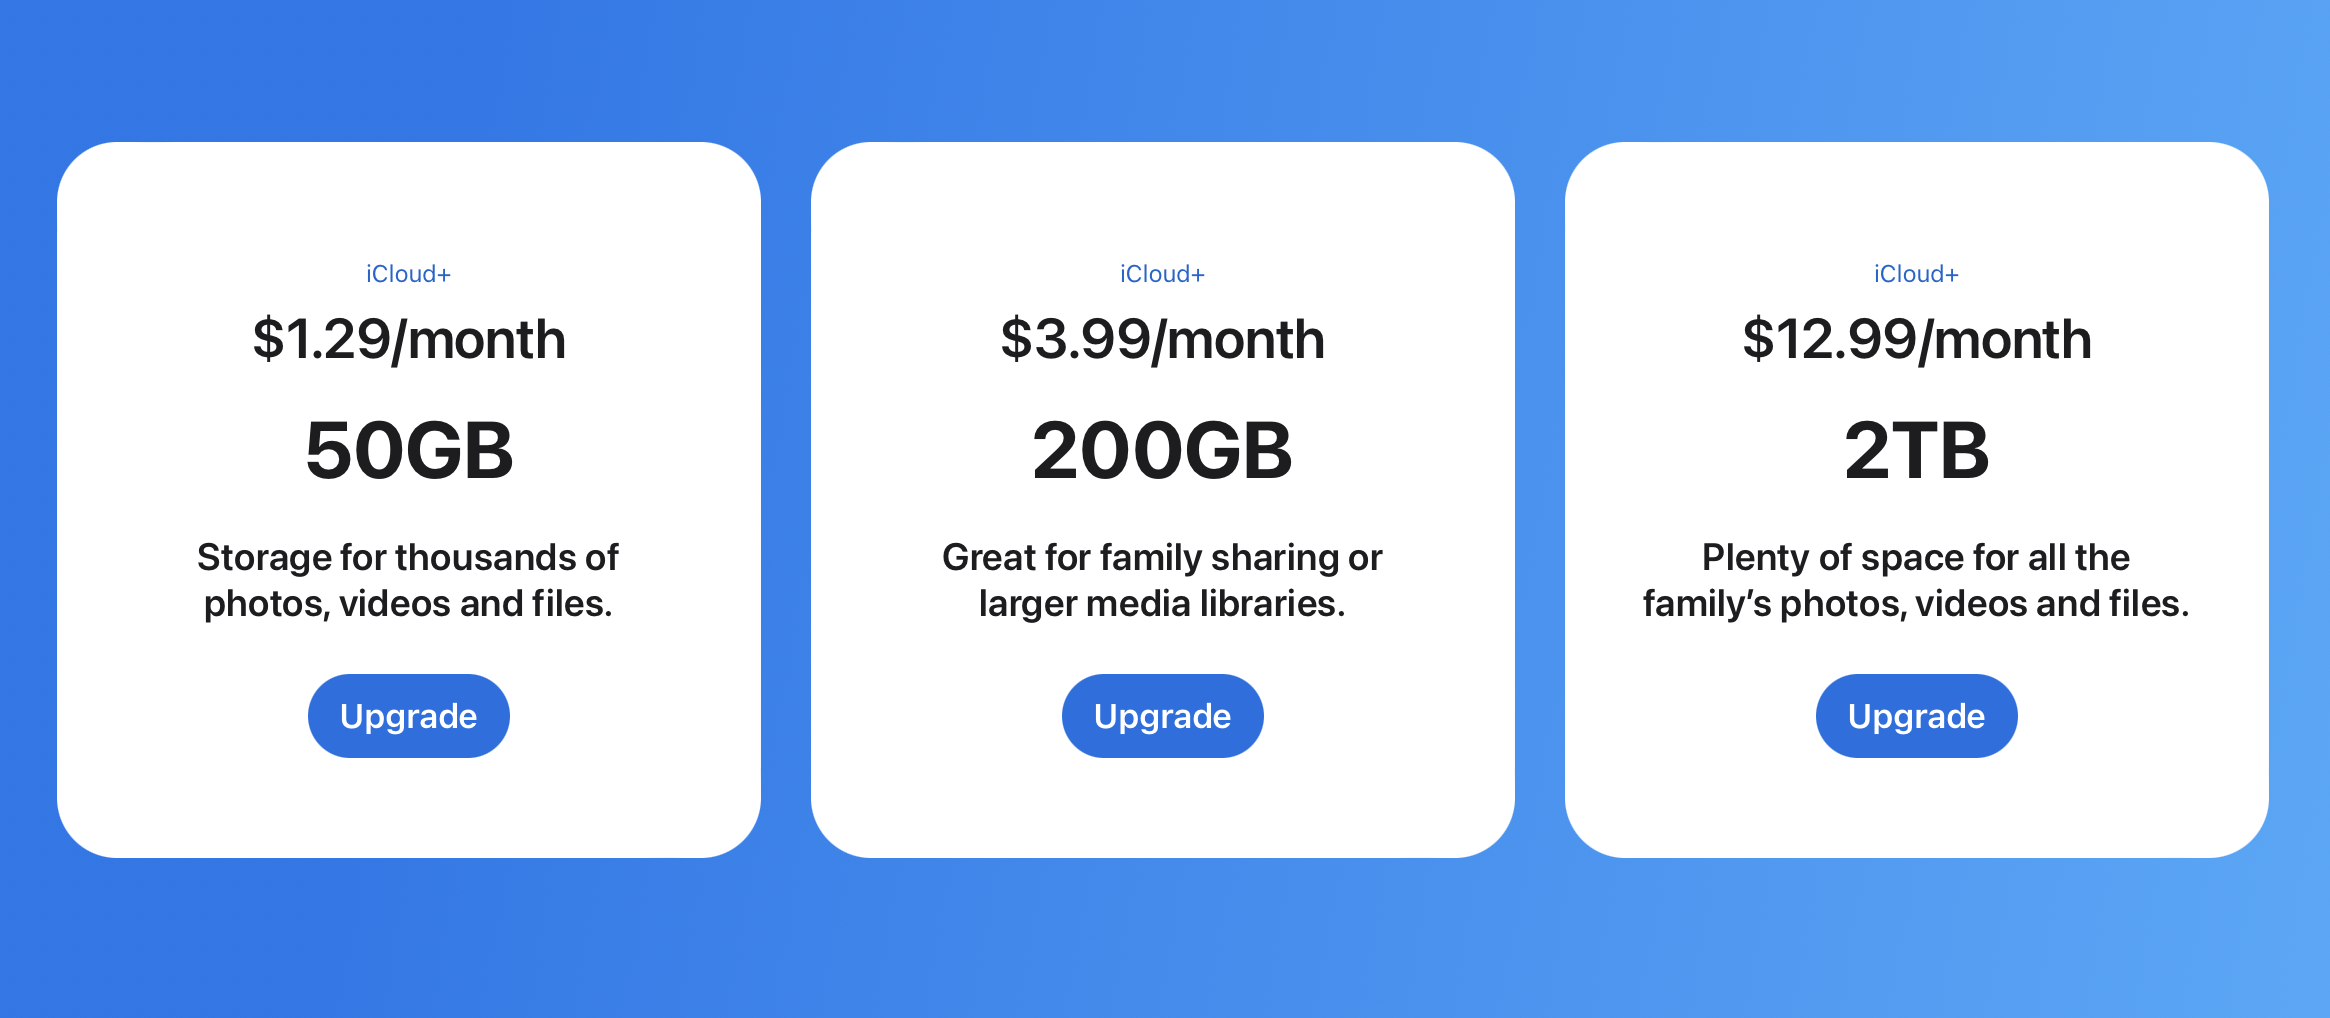 iCloud+
$1.29/month
50GB
Storage for thousands of
photos, videos and files.
Upgrade
iCloud+
$3.99/month
200GB
Great for family sharing or
larger media libraries.
Upgrade
iCloud+
$12.99/month
2TB
Plenty of space for all the
family’s photos, videos and files.
Upgrade